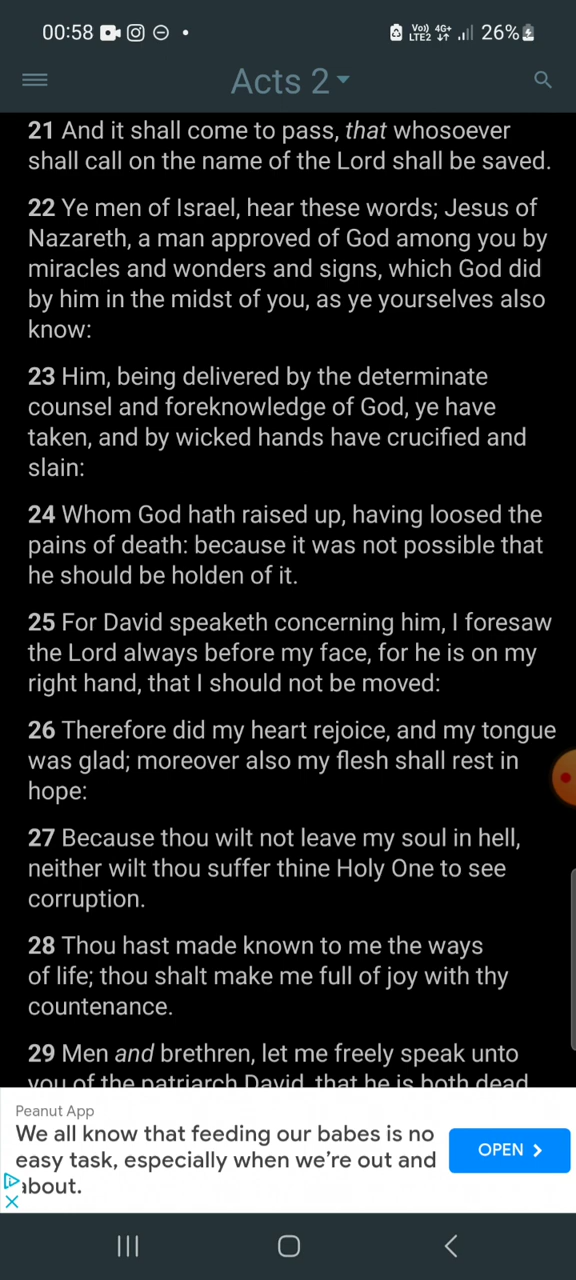 00:58 Vo)) 4G+ LTE2 26%
Acts 2
21 And it shall come to pass, that whosoever
shall call on the name of the Lord shall be saved.
22 Ye men of Israel, hear these words; Jesus of
Nazareth, a man approved of God among you by
miracles and wonders and signs, which God did
by him in the midst of you, as ye yourselves also
know:
23 Him, being delivered by the determinate
counsel and foreknowledge of God, ye have
taken, and by wicked hands have crucified and
slain:
24 Whom God hath raised up, having loosed the
pains of death: because it was not possible that
he should be holden of it.
25 For David speaketh concerning him, I foresaw
the Lord always before my face, for he is on my
right hand, that I should not be moved:
26 Therefore did my heart rejoice, and my tongue
was glad; moreover also my flesh shall rest in
hope:
27 Because thou wilt not leave my soul in hell,
neither wilt thou suffer thine Holy One to see
corruption.
28 Thou hast made known to me the ways
of life; thou shalt make me full of joy with thy
countenance.
29 Men and brethren, let me freely speak unto
you of the patriarch David, that he is both dead
Peanut App
We all know that feeding our babes is no
easy task, especially when we're out and
about.
OPEN